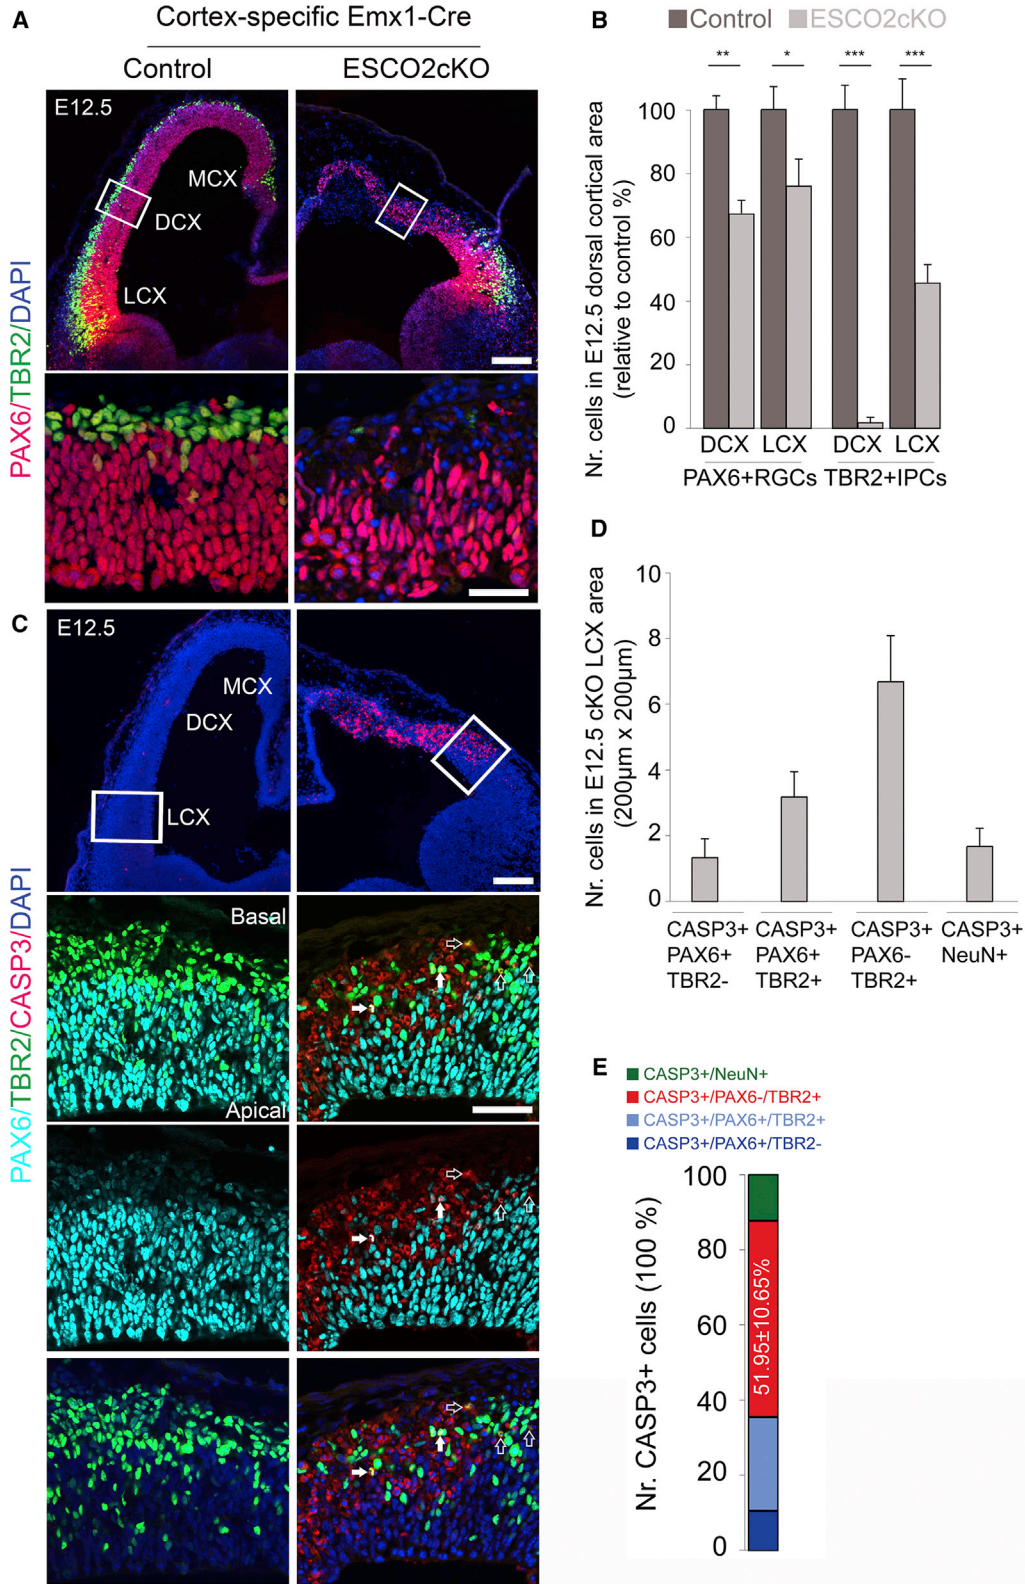 A
Cortex-specific Emx1-Cre
Control
ESCO2cKO
PAX6/TBR2/DAPI
E12.5
MCX
DCX
LCX
B
Control
ESCO2cKO
Nr. cells in E12.5 dorsal cortical area
(relative to control %)
**
*
***
***
100
80
60
40
20
0
DCX LCX DCX LCX
PAX6+RGCs TBR2+IPCs
C
PAX6/TBR2/CASP3/DAPI
E12.5
MCX
DCX
LCX
Basal
Apical
D
Nr. cells in E12.5 cKO LCX area
(200µm x 200µm)
10
8
6
4
2
0
CASP3+ CASP3+ CASP3+ CASP3+
PAX6+ PAX6+ PAX6- NeuN+
TBR2- TBR2+ TBR2+
E
CASP3+/NeuN+
CASP3+/PAX6-/TBR2+
CASP3+/PAX6+/TBR2+
CASP3+/PAX6+/TBR2-
Nr. CASP3+ cells (100 %)
100
80
60
40
20
0
51.95±10.65%